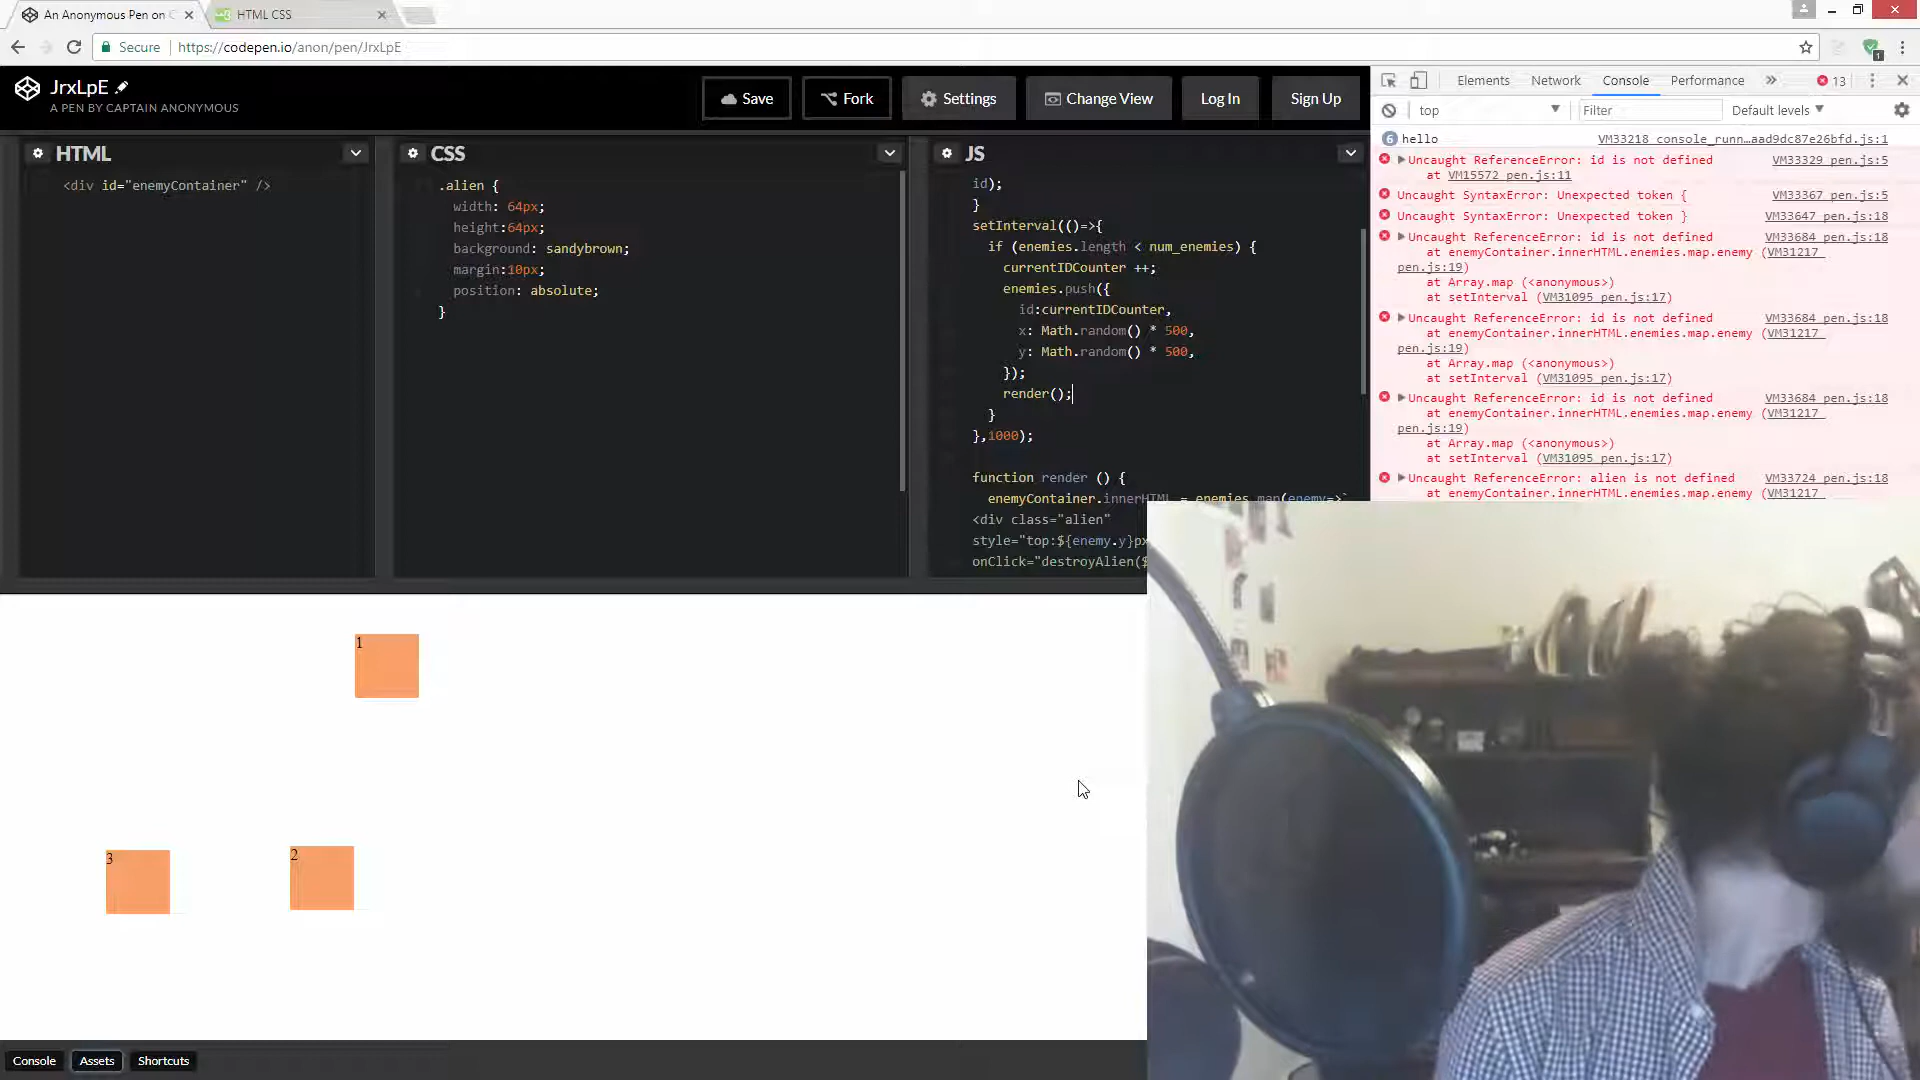 An Anonymous Pen on C
HTML CSS
Secure
https://codepen.io/anon/pen/JrxLpE
1
JrxLpE
A PEN BY CAPTAIN ANONYMOUS
Save
Fork
Settings
Change View
Log In
Sign Up
HTML
<div id="enemyContainer" />
CSS
.alien {
width: 64px;
height:64px;
background: sandybrown;
margin:10px;
position: absolute;
}
JS
id);
}
setInterval(()=>{
if (enemies.length < num_enemies) {
currentIDCounter ++;
enemies.push({
id:currentIDCounter,
x: Math.random() * 500,
y: Math.random() * 500,
});
render();
}
},1000);
function render () {
enemyContainer.innerHTML = enemies.map(enemy=>`
<div class="alien"
style="top:${enemy.y}px
onClick="destroyAlien($
Elements
Network
Console
Performance
13
top
Filter
Default levels
6 hello VM33218 console_runn…aad9dc87e26bfd.js:1
Uncaught ReferenceError: id is not defined VM33329 pen.js:5
at VM15572 pen.js:11
Uncaught SyntaxError: Unexpected token { VM33367 pen.js:5
Uncaught SyntaxError: Unexpected token } VM33647 pen.js:18
Uncaught ReferenceError: id is not defined VM33684 pen.js:18
at enemyContainer.innerHTML.enemies.map.enemy (VM31217
pen.js:19)
at Array.map (<anonymous>)
at setInterval (VM31095 pen.js:17)
Uncaught ReferenceError: id is not defined VM33684 pen.js:18
at enemyContainer.innerHTML.enemies.map.enemy (VM31217
pen.js:19)
at Array.map (<anonymous>)
at setInterval (VM31095 pen.js:17)
Uncaught ReferenceError: id is not defined VM33684 pen.js:18
at enemyContainer.innerHTML.enemies.map.enemy (VM31217
pen.js:19)
at Array.map (<anonymous>)
at setInterval (VM31095 pen.js:17)
Uncaught ReferenceError: alien is not defined VM33724 pen.js:18
at enemyContainer.innerHTML.enemies.map.enemy (VM31217
1
3
2
Console
Assets
Shortcuts